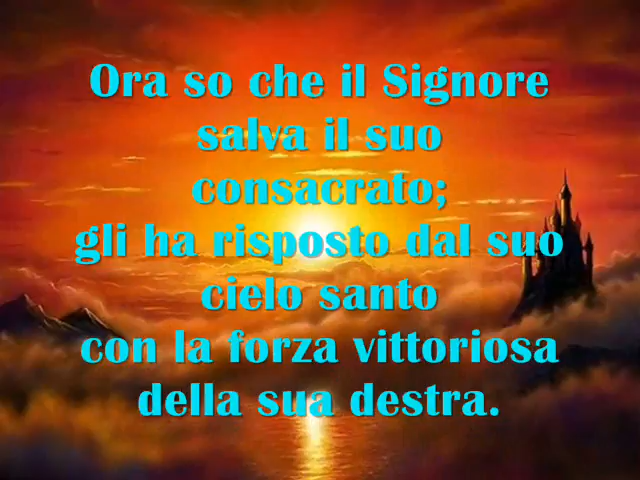 Ora so che il Signore
salva il suo
consacrato;
gli ha risposto dal suo
cielo santo
con la forza vittoriosa
della sua destra.